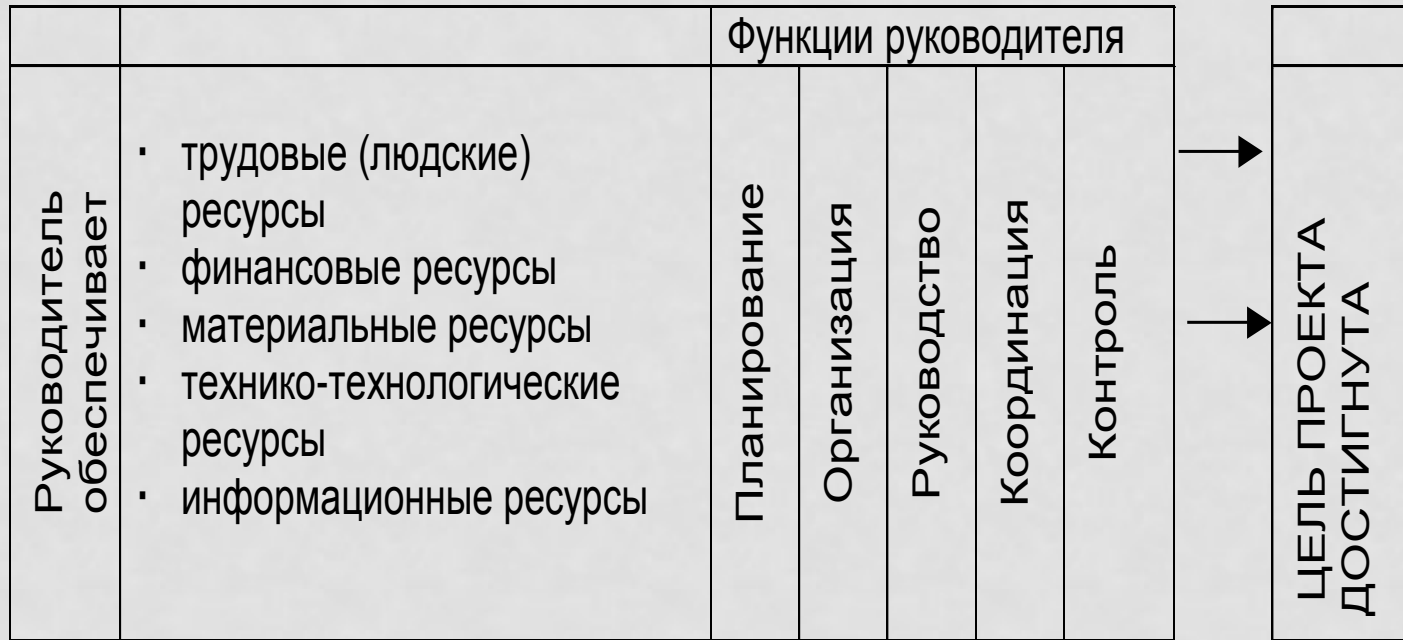 Функции руководителя
Руководитель
обеспечивает
· трудовые (людские)
ресурсы
· финансовые ресурсы
· материальные ресурсы
· технико-технологические
ресурсы
· информационные ресурсы
Планирование
Организация
Руководство
Координация
Контроль
ЦЕЛЬ ПРОЕКТА
ДОСТИГНУТА